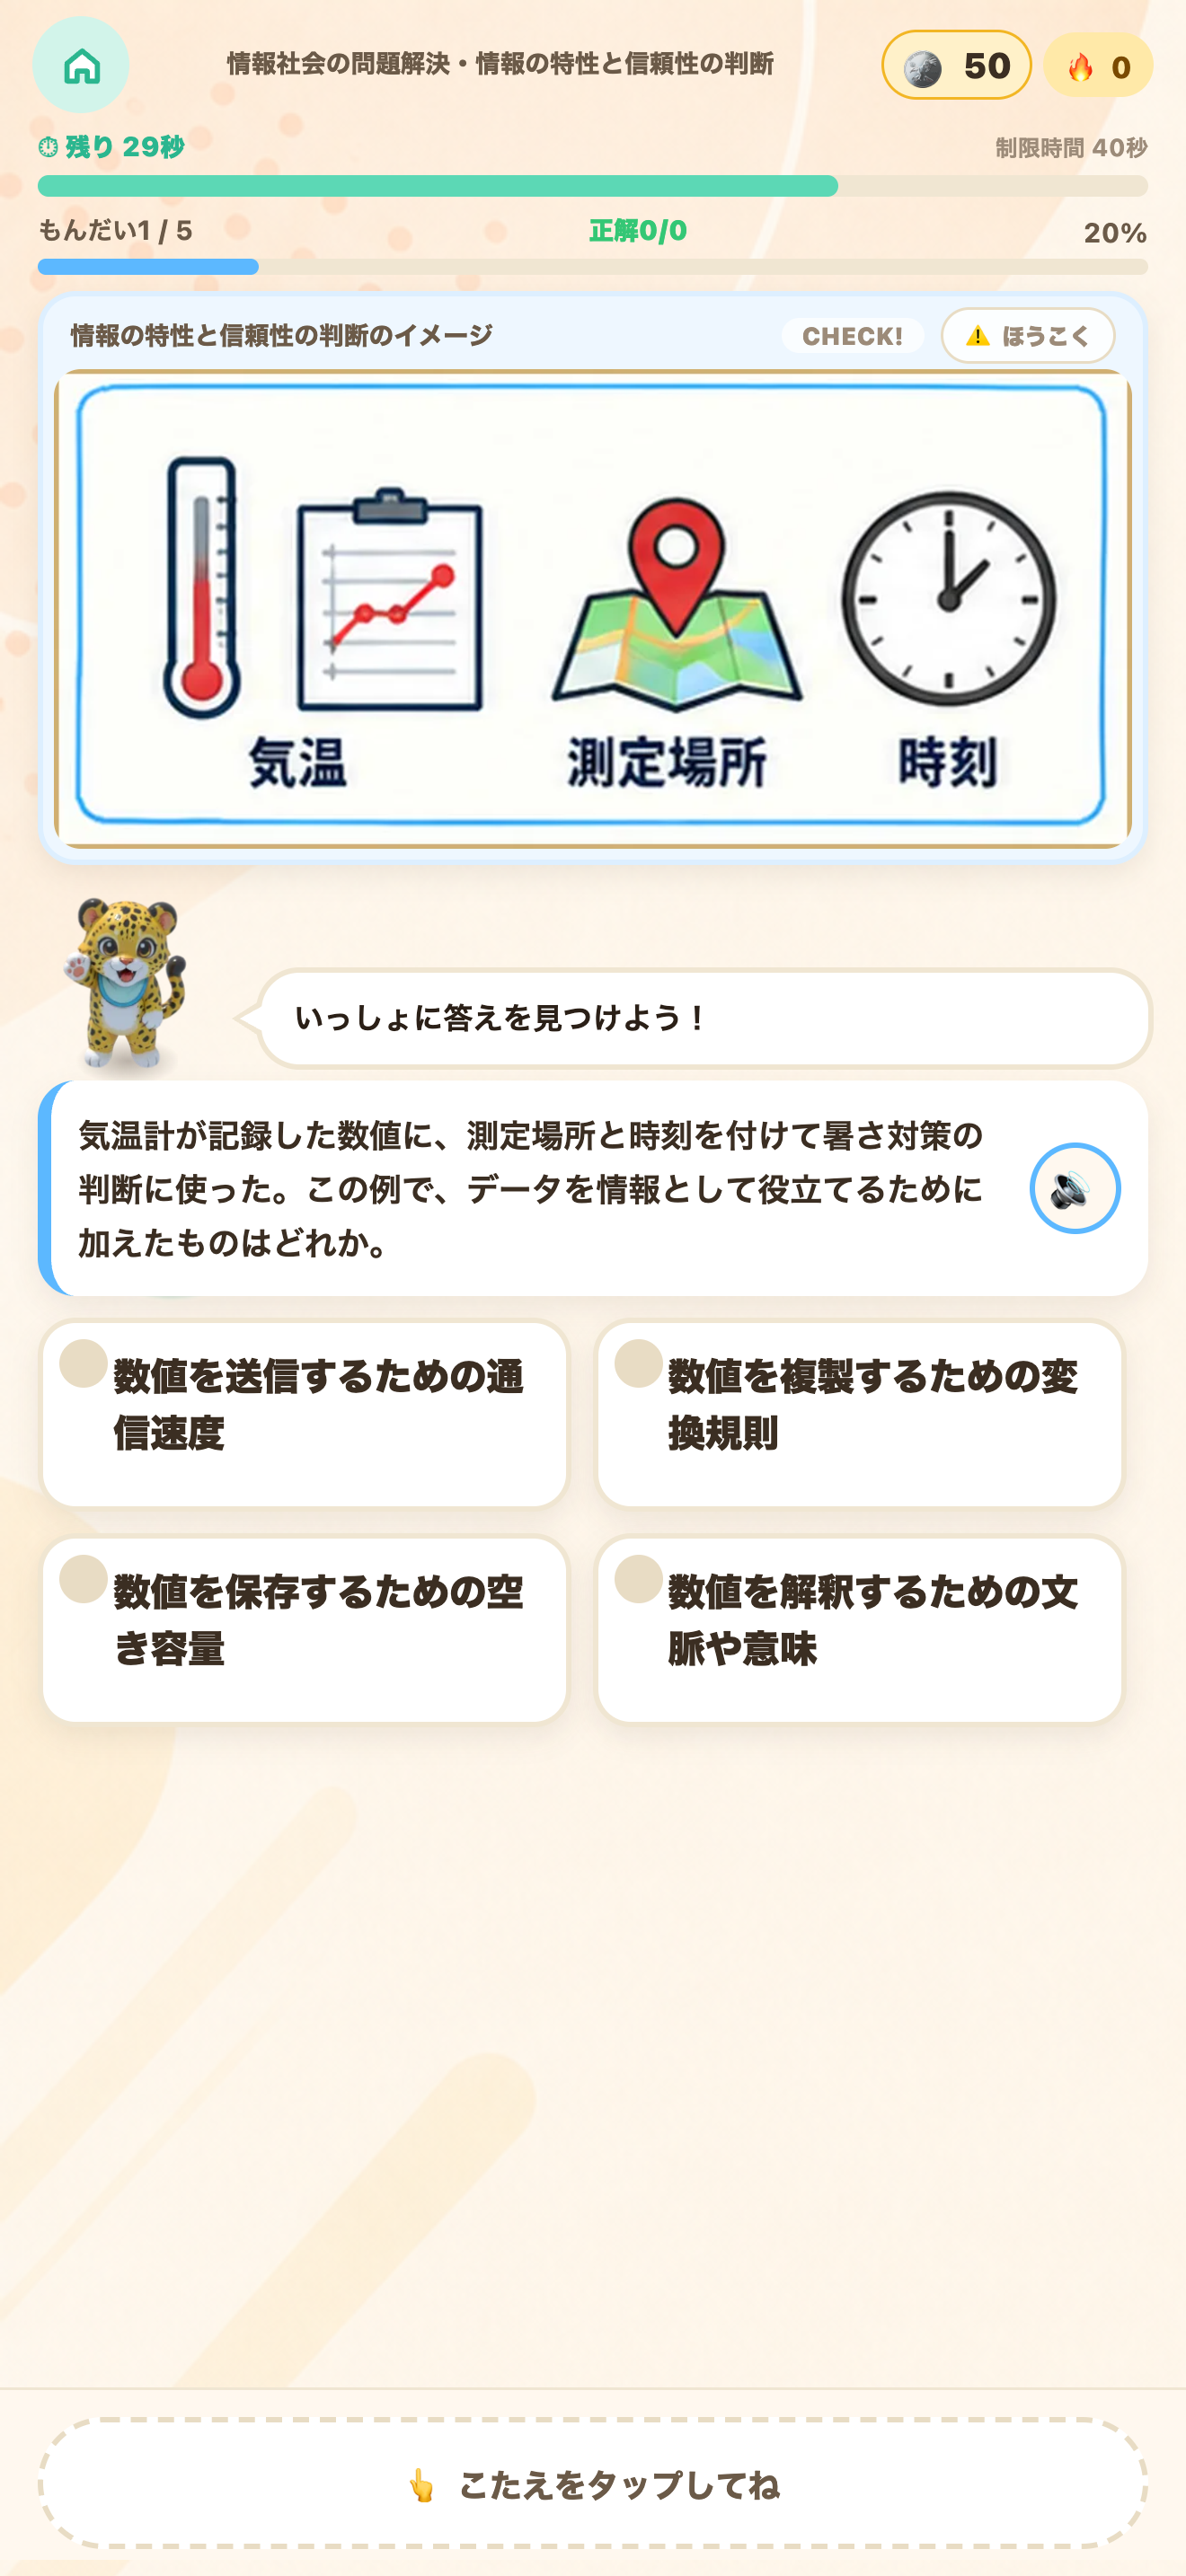 情報社会の問題解決・情報の特性と信頼性の判断
50
0
残り 29秒
制限時間 40秒
もんだい1 / 5
正解0/0
20%
情報の特性と信頼性の判断のイメージ
CHECK!
ほうこく
気温
測定場所
時刻
いっしょに答えを見つけよう！
気温計が記録した数値に、測定場所と時刻を付けて暑さ対策の
判断に使った。この例で、データを情報として役立てるために
加えたものはどれか。
数値を送信するための通
信速度
数値を複製するための変
換規則
数値を保存するための空
き容量
数値を解釈するための文
脈や意味
こたえをタップしてね